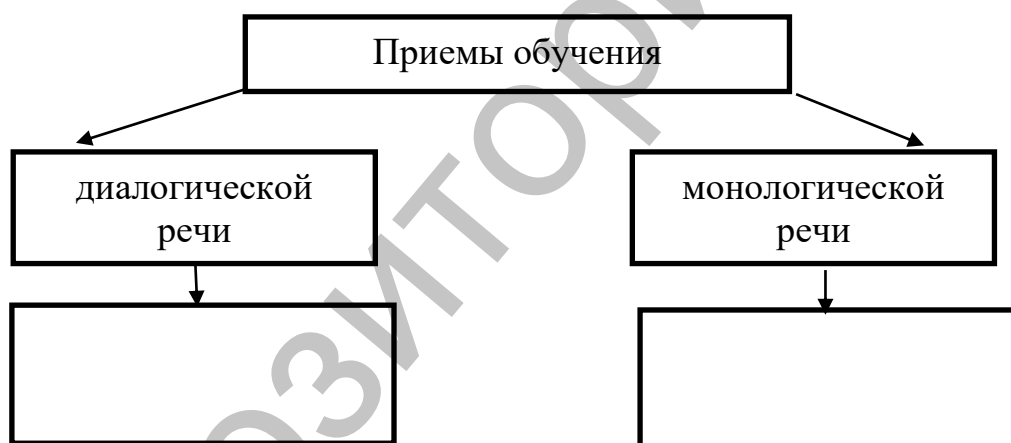 Приемы обучения
диалогической
речи
монологической
речи